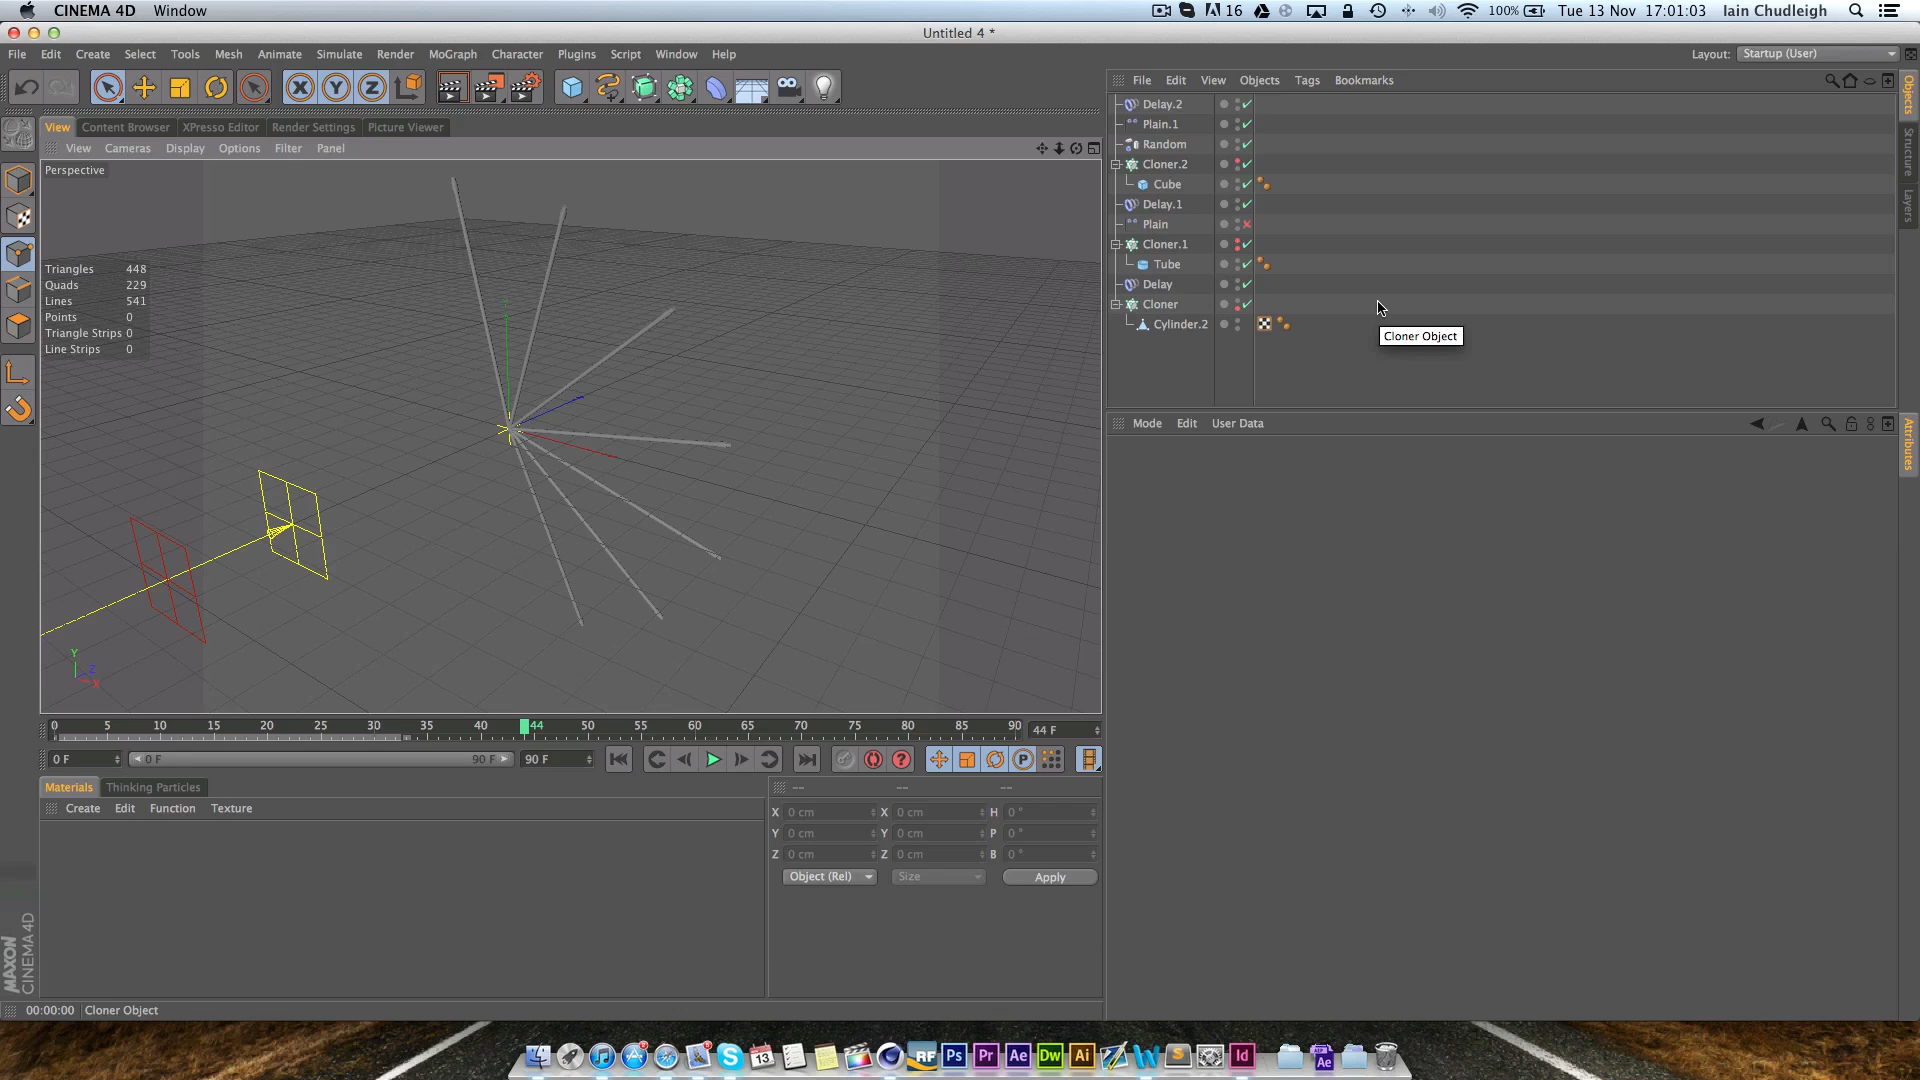 CINEMA 4D Window
16 100% Tue 13 Nov 17:01:03 Iain Chudleigh
Untitled 4 *
File Edit Create Select Tools Mesh Animate Simulate Render MoGraph Character Plugins Script Window Help
Layout: Startup (User)
X Y Z
File Edit View Objects Tags Bookmarks
Objects
Structure
Layers
View Content Browser XPresso Editor Render Settings Picture Viewer
View Cameras Display Options Filter Panel
Perspective
Triangles 448
Quads 229
Lines 541
Points 0
Triangle Strips 0
Line Strips 0
Y
Z
X
Delay.2
Plain.1
Random
Cloner.2
Cube
Delay.1
Plain
Cloner.1
Tube
Delay
Cloner
Cylinder.2
Cloner Object
Mode Edit User Data
Attributes
0 5 10 15 20 25 30 35 40 44 50 55 60 65 70 75 80 85 90 44 F
0 F 0 F 90 F 90 F
P
Materials Thinking Particles
Create Edit Function Texture
-- -- --
X 0 cm X 0 cm H 0 °
Y 0 cm Y 0 cm P 0 °
Z 0 cm Z 0 cm B 0 °
Object (Rel) Size Apply
MAXON
CINEMA 4D
00:00:00 Cloner Object
13 RF Ps Pr Ae Dw Ai W S Id Ae